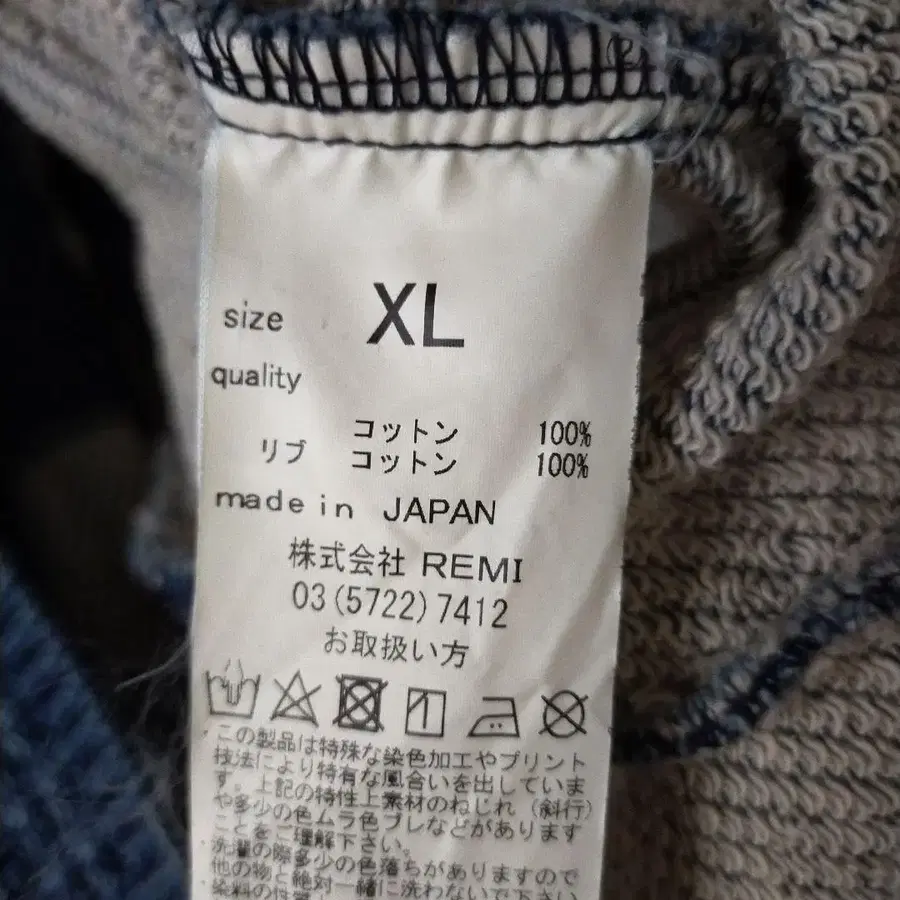 size XL
quality
コットン 100%
リブ コットン 100%
made in JAPAN
株式会社 REMI
03(5722)7412
お取扱い方
この製品は特殊な染色加工やプリント
技法により特有な風合いを出していま
す。上記の特性上素材のねじれ（斜行）
や多少の色ムラ色ブレなどがあります
ことをご理解下さい。
洗濯の際多少の色落ちがありますので
他の物と絶対一緒に洗わないで下さい
染料の性質